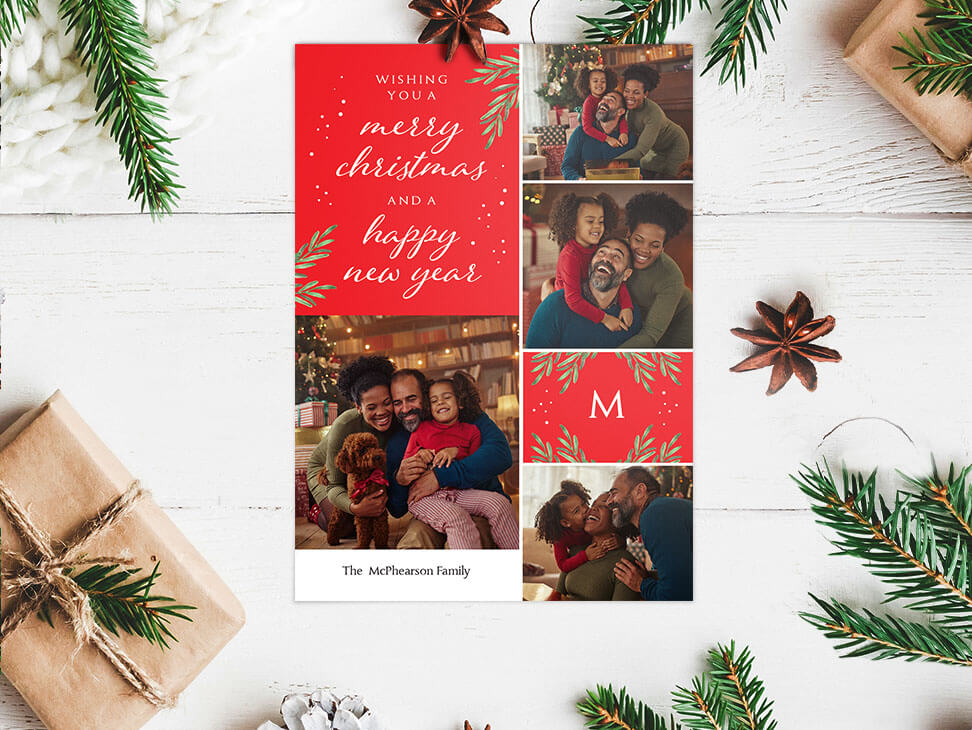 WISHING
YOU A
merry
christmas
AND A
happy
new year
M
The McPhearson Family